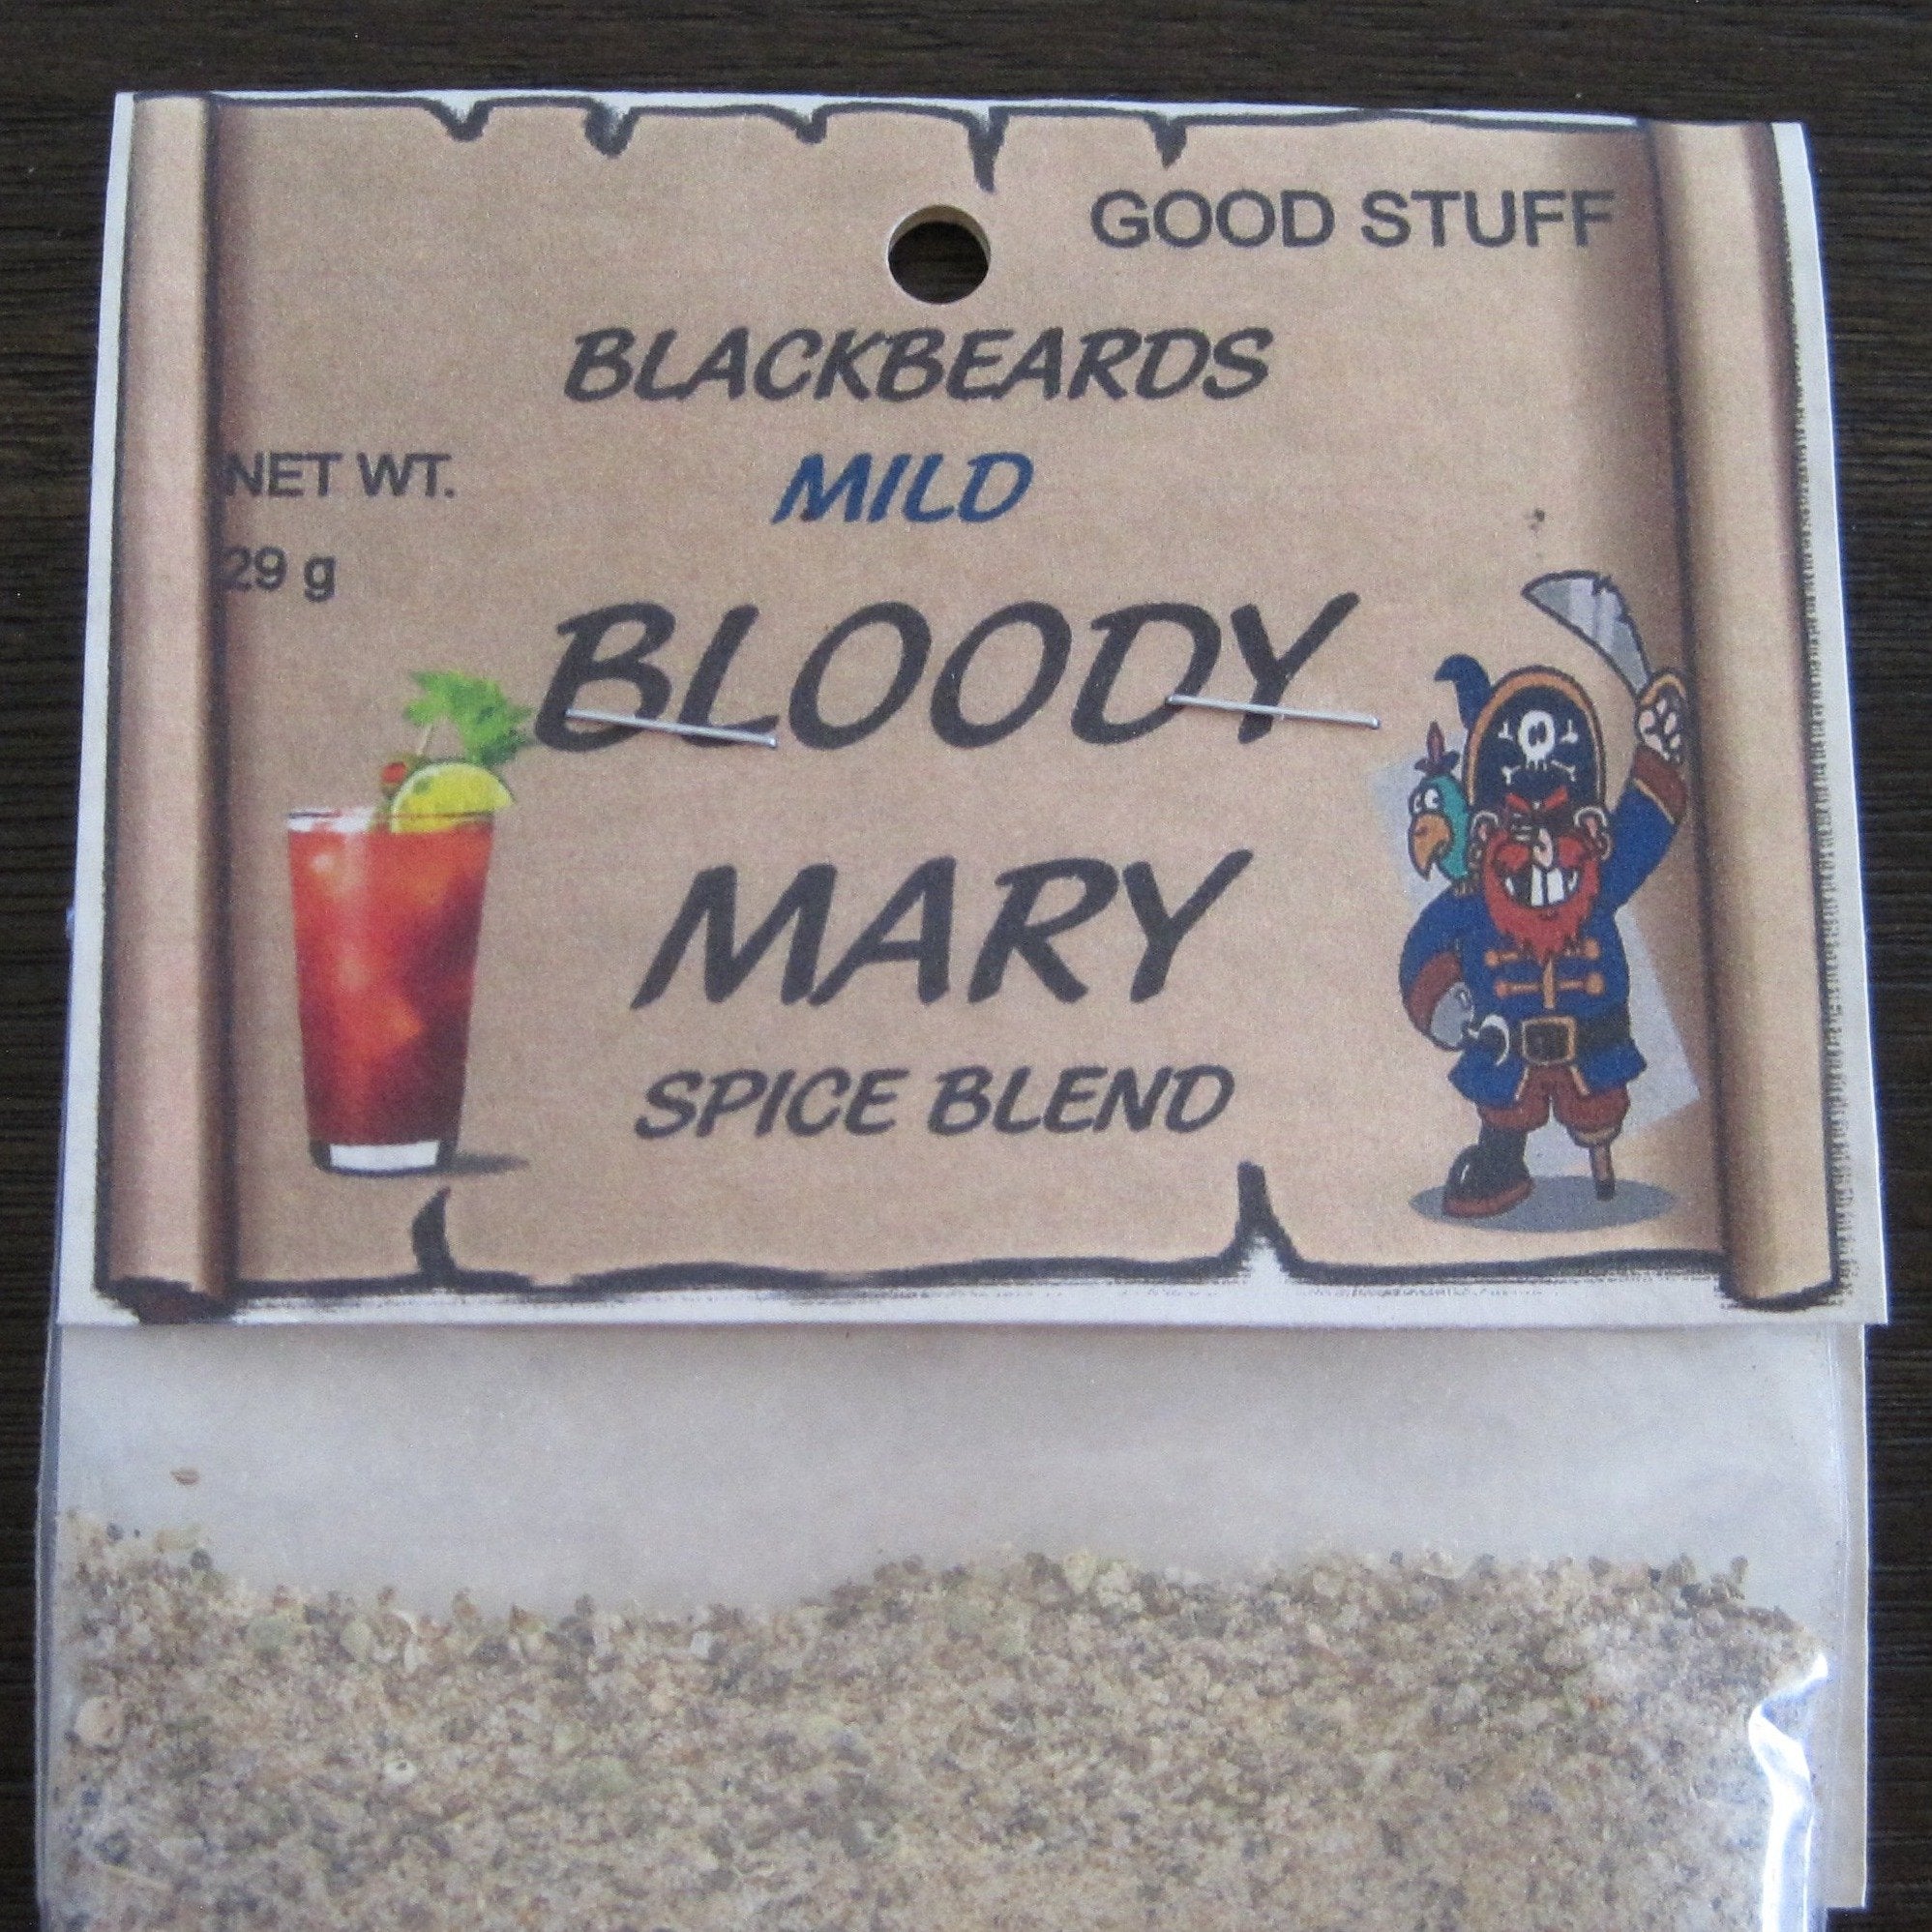 GOOD STUFF
BLACKBEARDS
MILD
NET WT.
29 g
BLOODY
MARY
SPICE BLEND